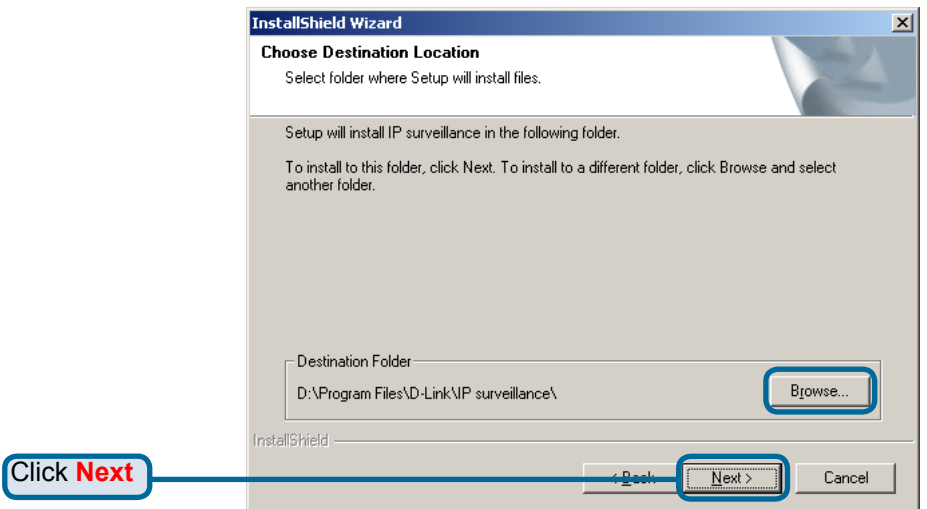 InstallShield Wizard
Choose Destination Location
Select folder where Setup will install files.
Setup will install IP surveillance in the following folder.
To install to this folder, click Next. To install to a different folder, click Browse and select
another folder.
Destination Folder
D:\Program Files\D-Link\IP surveillance\
Browse...
InstallShield
Click Next
< Back
Next >
Cancel